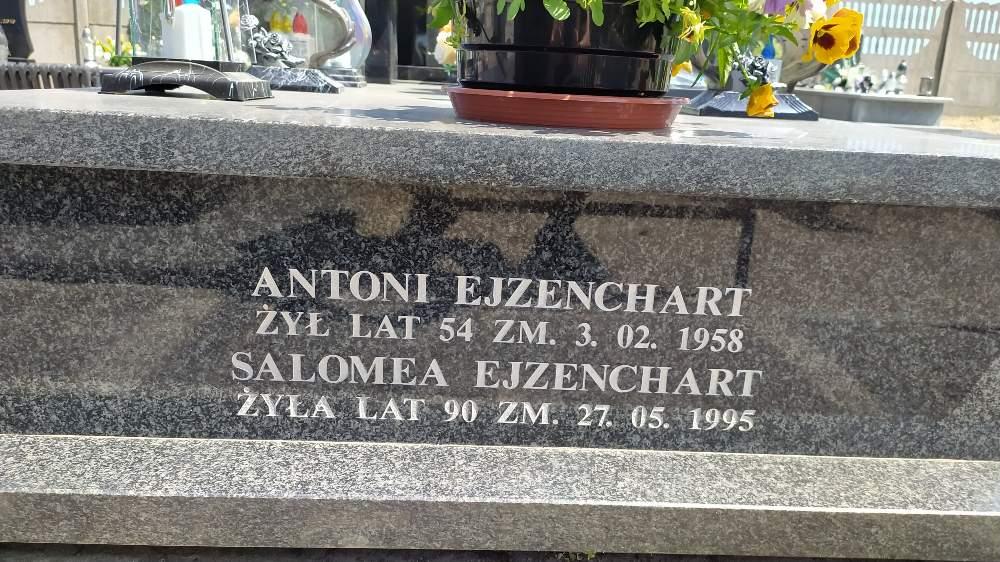 ANTONI EJZENCHART
ŻYŁ LAT 54 ZM. 3. 02. 1958
SALOMEA EJZENCHART
ŻYŁA LAT 90 ZM. 27. 05. 1995